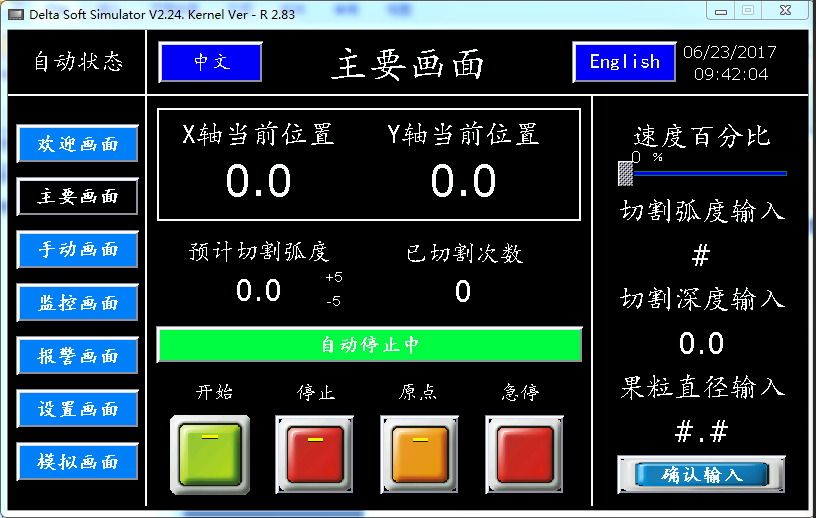 Delta Soft Simulator V2.24. Kernel Ver - R 2.83
自动状态
中文
主要画面
English
06/23/2017
09:42:04
欢迎画面
主要画面
手动画面
监控画面
报警画面
设置画面
模拟画面
X轴当前位置
Y轴当前位置
0.0
0.0
预计切割弧度
已切割次数
0.0
+5
-5
0
自动停止中
开始
停止
原点
急停
速度百分比
0 %
切割弧度输入
#
切割深度输入
0.0
果粒直径输入
#.#
确认输入